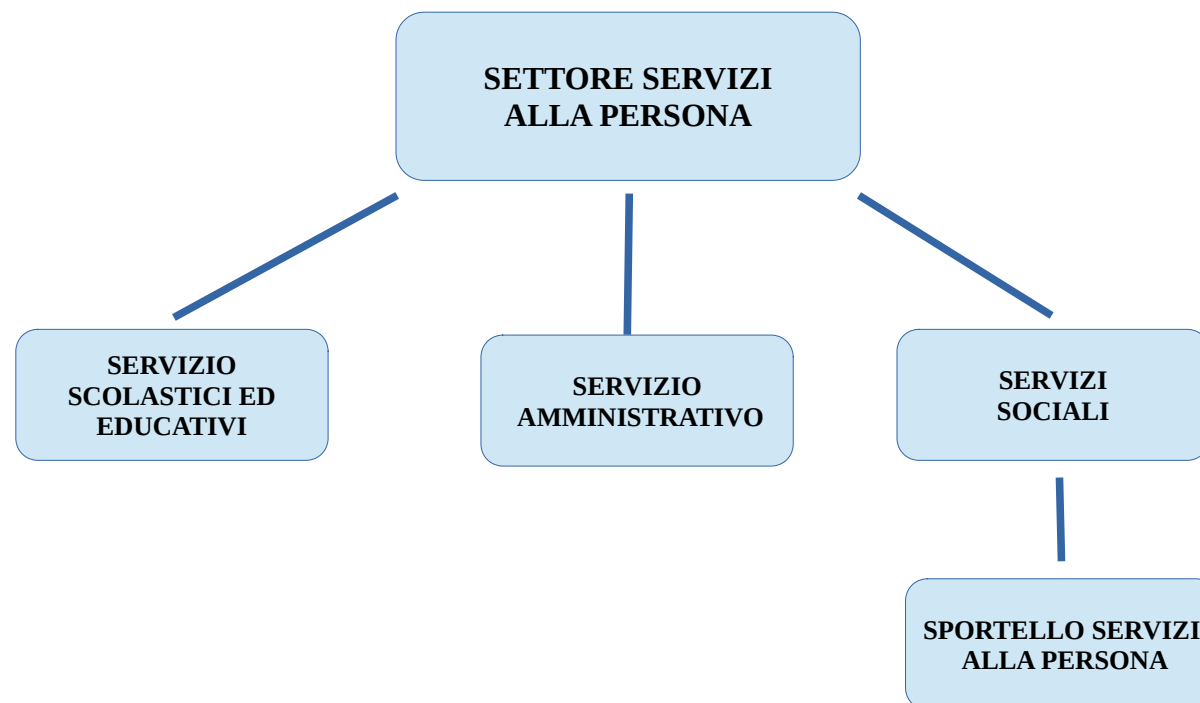 SETTORE SERVIZI
ALLA PERSONA
SERVIZIO
SCOLASTICI ED
EDUCATIVI
SERVIZIO
AMMINISTRATIVO
SERVIZI
SOCIALI
SPORTELLO SERVIZI
ALLA PERSONA